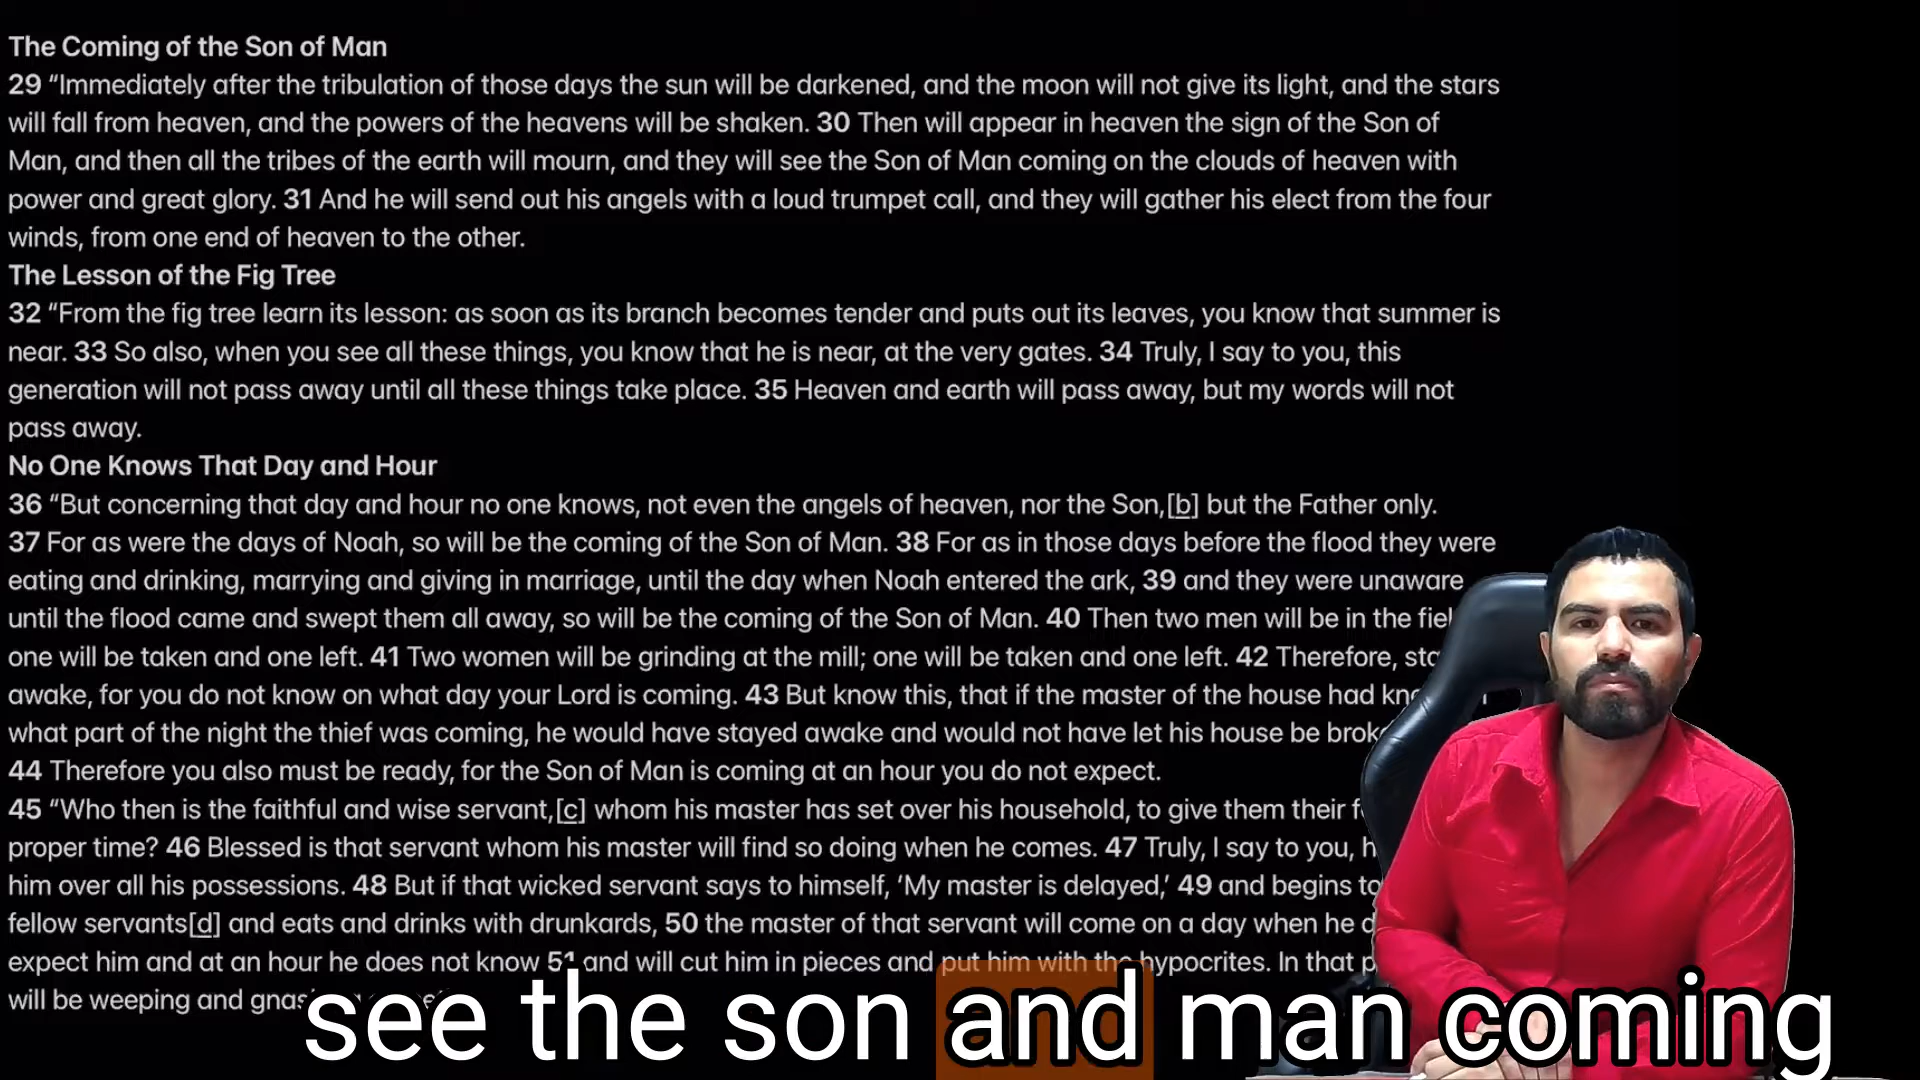 The Coming of the Son of Man
29 “Immediately after the tribulation of those days the sun will be darkened, and the moon will not give its light, and the stars
will fall from heaven, and the powers of the heavens will be shaken. 30 Then will appear in heaven the sign of the Son of
Man, and then all the tribes of the earth will mourn, and they will see the Son of Man coming on the clouds of heaven with
power and great glory. 31 And he will send out his angels with a loud trumpet call, and they will gather his elect from the four
winds, from one end of heaven to the other.
The Lesson of the Fig Tree
32 “From the fig tree learn its lesson: as soon as its branch becomes tender and puts out its leaves, you know that summer is
near. 33 So also, when you see all these things, you know that he is near, at the very gates. 34 Truly, I say to you, this
generation will not pass away until all these things take place. 35 Heaven and earth will pass away, but my words will not
pass away.
No One Knows That Day and Hour
36 “But concerning that day and hour no one knows, not even the angels of heaven, nor the Son,[b] but the Father only.
37 For as were the days of Noah, so will be the coming of the Son of Man. 38 For as in those days before the flood they were
eating and drinking, marrying and giving in marriage, until the day when Noah entered the ark, 39 and they were unaware
until the flood came and swept them all away, so will be the coming of the Son of Man. 40 Then two men will be in the
one will be taken and one left. 41 Two women will be grinding at the mill; one will be taken and one left. 42 Therefore,
awake, for you do not know on what day your Lord is coming. 43 But know this, that if the master of the house had
what part of the night the thief was coming, he would have stayed awake and would not have let his house be
44 Therefore you also must be ready, for the Son of Man is coming at an hour you do not expect.
45 “Who then is the faithful and wise servant,[c] whom his master has set over his household, to give them their
proper time? 46 Blessed is that servant whom his master will find so doing when he comes. 47 Truly, I say to you,
him over all his possessions. 48 But if that wicked servant says to himself, ‘My master is delayed,’ 49 and begins to
fellow servants[d] and eats and drinks with drunkards, 50 the master of that servant will come on a day when he
expect him and at an hour he does not know 51 and will cut him in pieces and put him with the hypocrites. In that
will be weeping and
see the son and man coming